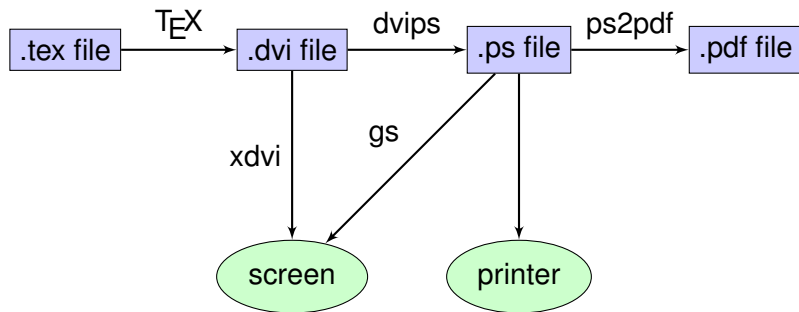 TEX dvips ps2pdf
.tex file .dvi file .ps file .pdf file
xdvi gs
screen printer